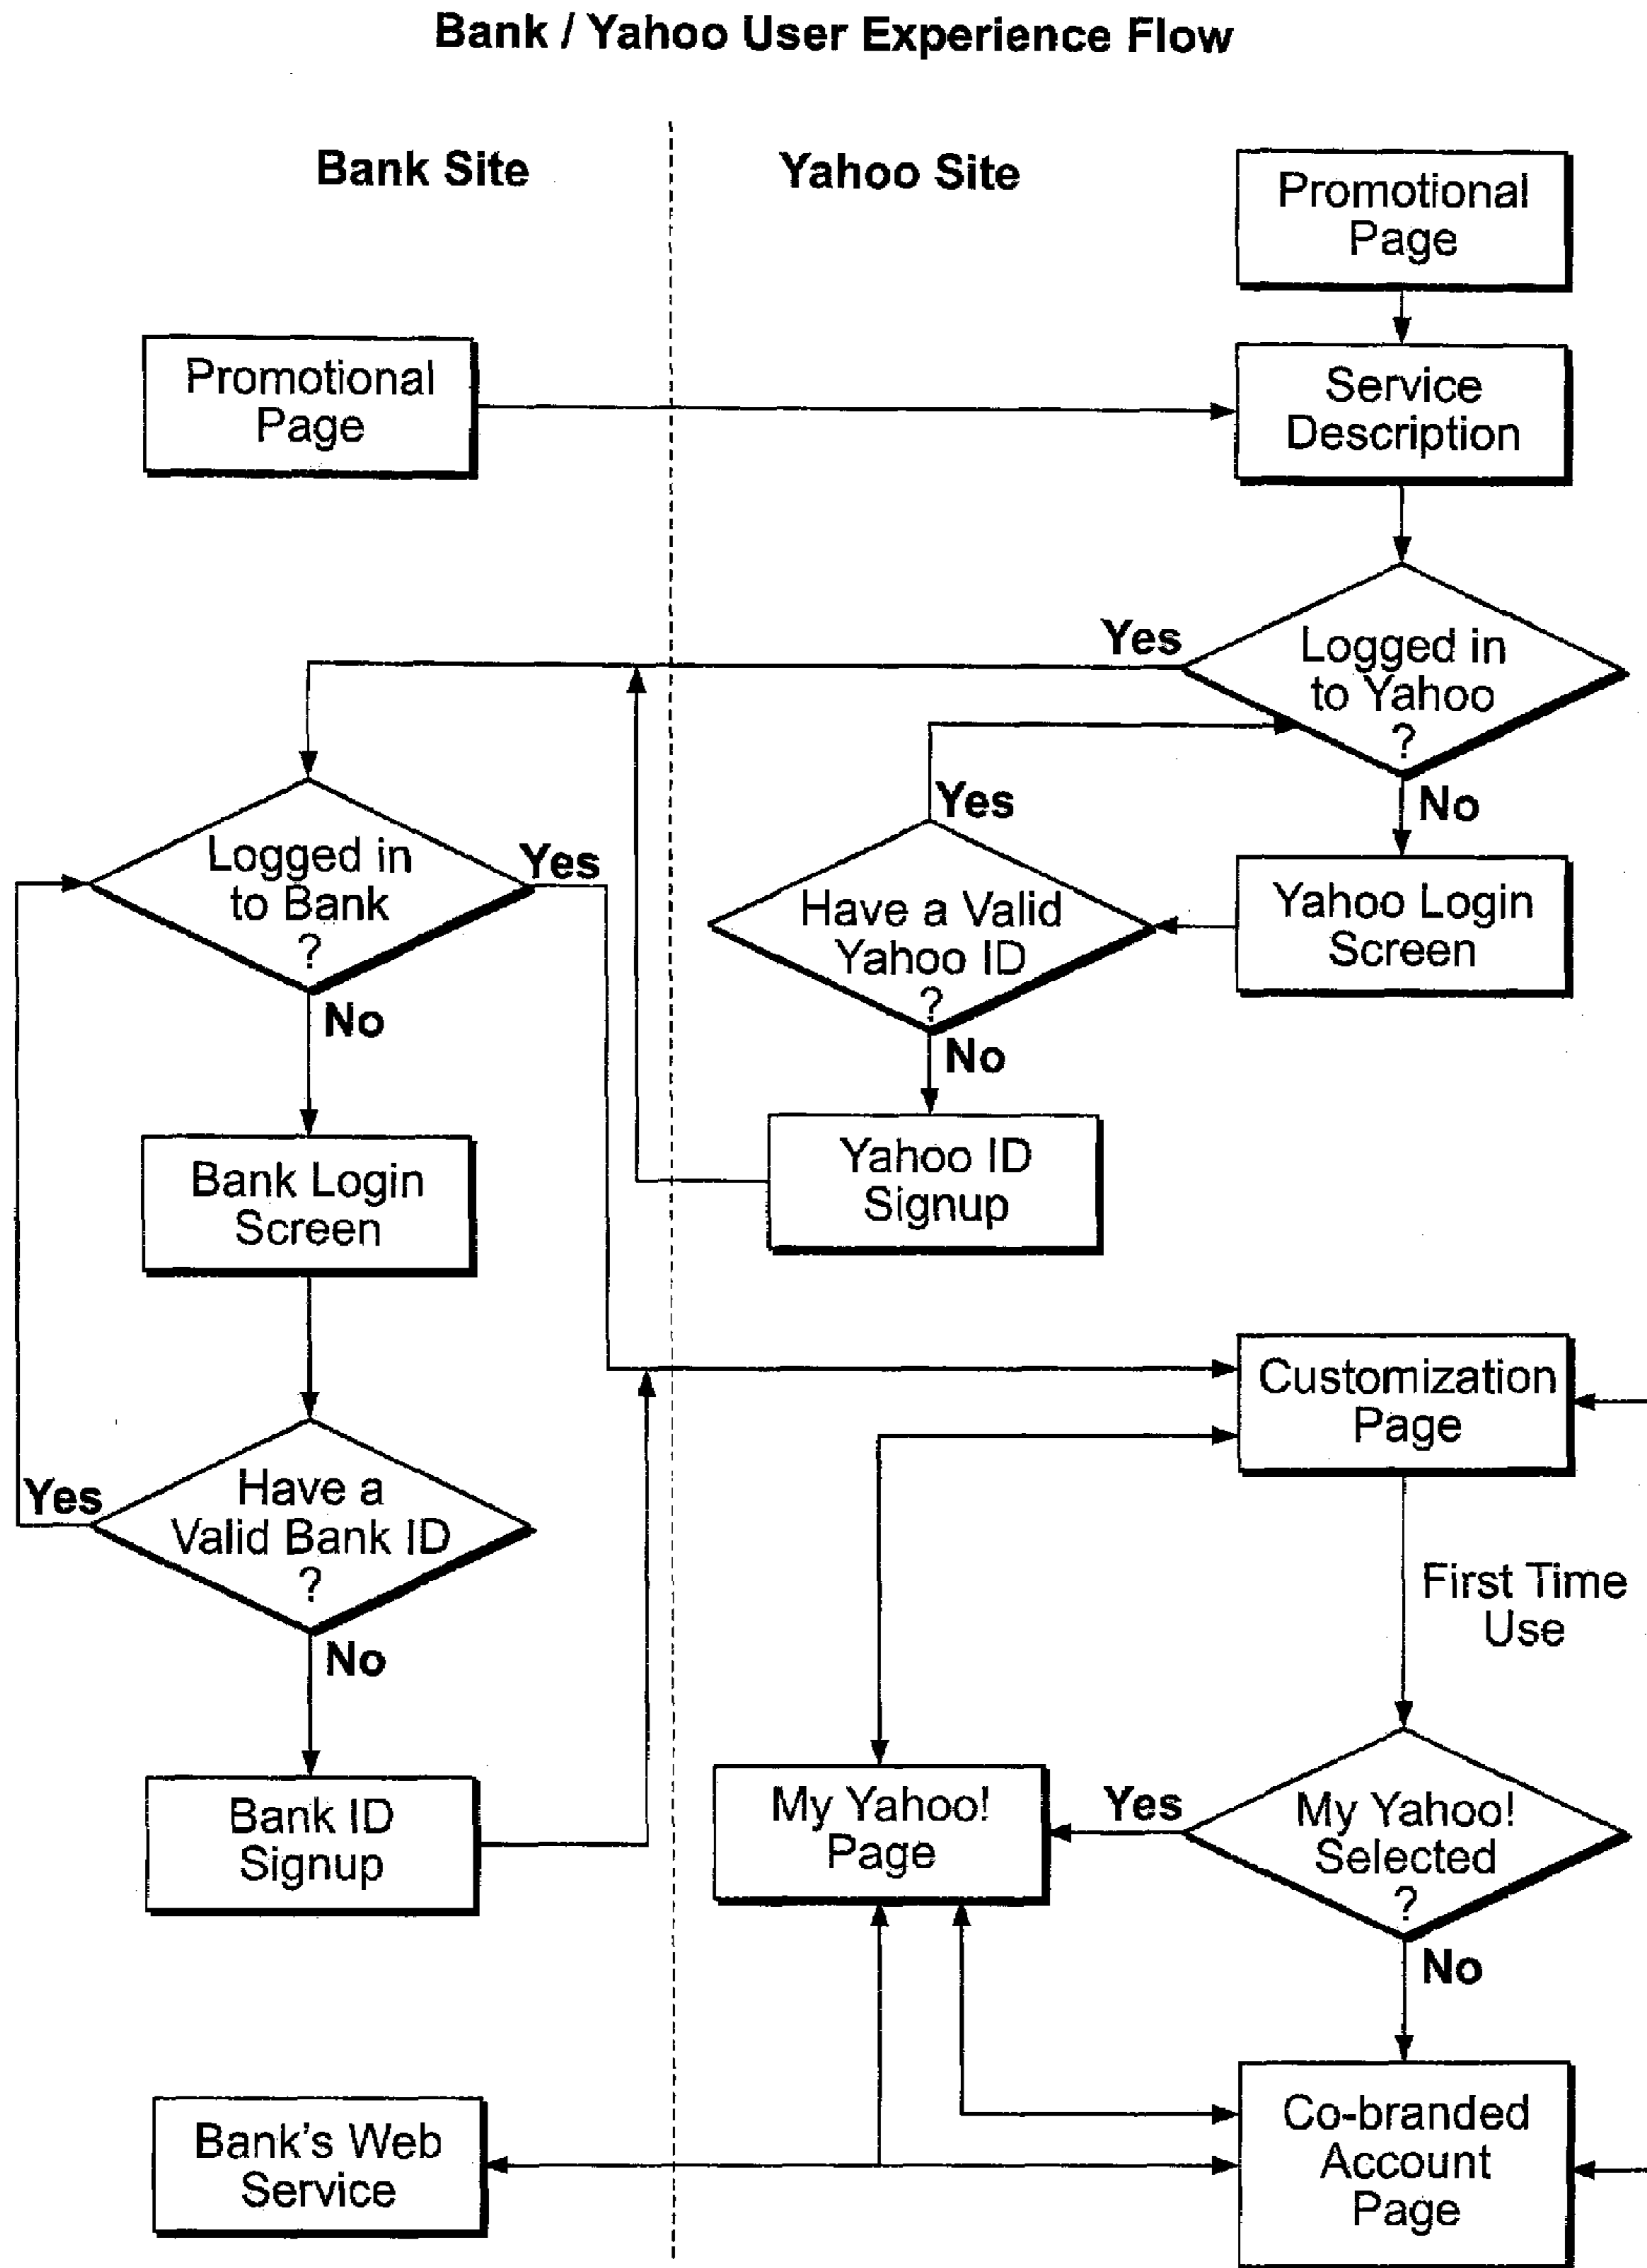 Bank / Yahoo User Experience Flow
Bank Site
Yahoo Site
Promotional
Page
Promotional
Page
Service
Description
Yes
Logged in
to Yahoo
?
No
Yes
Logged in
to Bank
?
Yes
No
Have a Valid
Yahoo ID
?
No
Yahoo Login
Screen
Bank Login
Screen
Yahoo ID
Signup
Customization
Page
Yes
Have a
Valid Bank ID
?
No
First Time
Use
Bank ID
Signup
My Yahoo!
Page
Yes
My Yahoo!
Selected
?
No
Bank's Web
Service
Co-branded
Account
Page